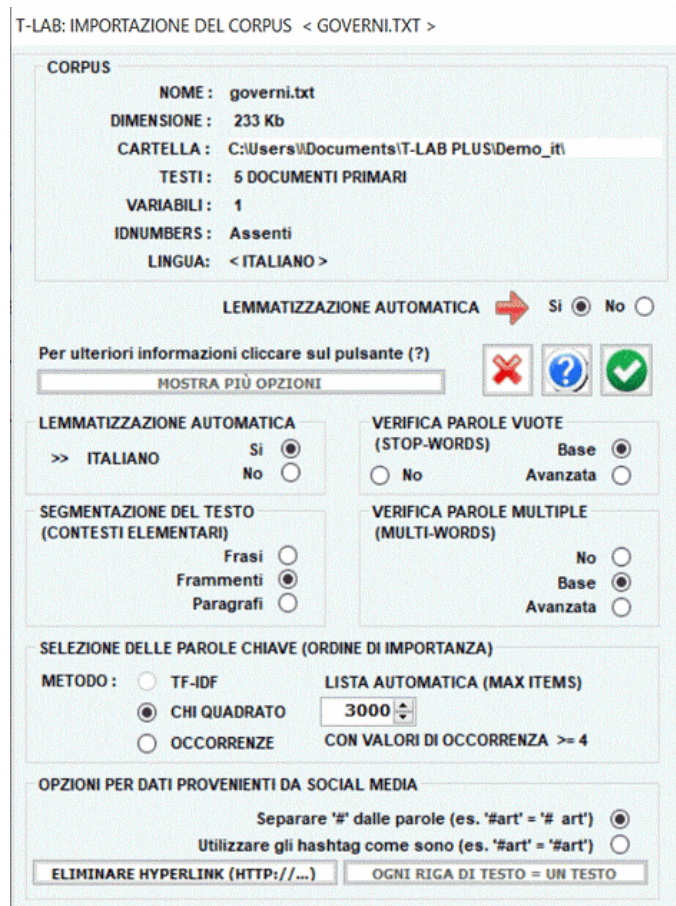 T-LAB: IMPORTAZIONE DEL CORPUS < GOVERNI.TXT >
CORPUS
NOME : governi.txt
DIMENSIONE : 233 Kb
CARTELLA : C:\Users\\Documents\T-LAB PLUS\Demo_it\
TESTI : 5 DOCUMENTI PRIMARI
VARIABILI : 1
IDNUMBERS : Assenti
LINGUA: < ITALIANO >
LEMMATIZZAZIONE AUTOMATICA Si No
Per ulteriori informazioni cliccare sul pulsante (?)
MOSTRA PIÙ OPZIONI
?
LEMMATIZZAZIONE AUTOMATICA
>> ITALIANO
Si
No
VERIFICA PAROLE VUOTE
(STOP-WORDS)
Base
No
Avanzata
SEGMENTAZIONE DEL TESTO
(CONTESTI ELEMENTARI)
Frasi
Frammenti
Paragrafi
VERIFICA PAROLE MULTIPLE
(MULTI-WORDS)
No
Base
Avanzata
SELEZIONE DELLE PAROLE CHIAVE (ORDINE DI IMPORTANZA)
METODO : TF-IDF
CHI QUADRATO
OCCORRENZE
LISTA AUTOMATICA (MAX ITEMS)
3000
CON VALORI DI OCCORRENZA >= 4
OPZIONI PER DATI PROVENIENTI DA SOCIAL MEDIA
Separare '#' dalle parole (es. '#art' = '# art')
Utilizzare gli hashtag come sono (es. '#art' = '#art')
ELIMINARE HYPERLINK (HTTP://...)
OGNI RIGA DI TESTO = UN TESTO